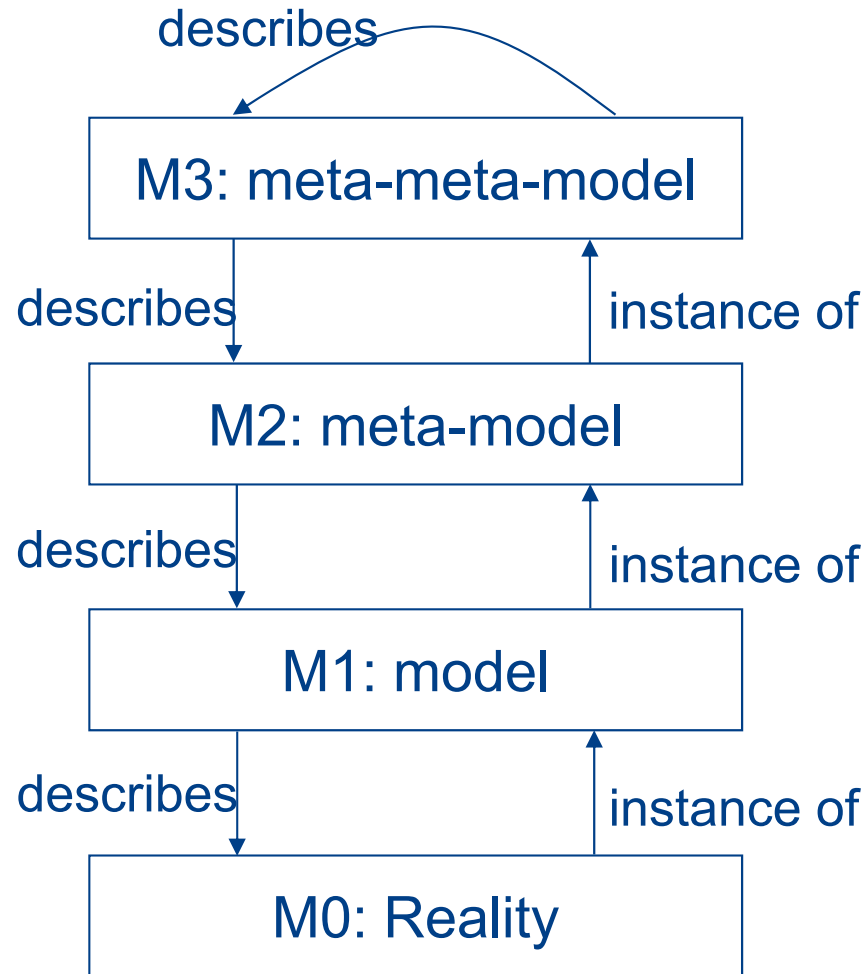 describes
M3: meta-meta-model
describes
instance of
M2: meta-model
describes
instance of
M1: model
describes
instance of
M0: Reality